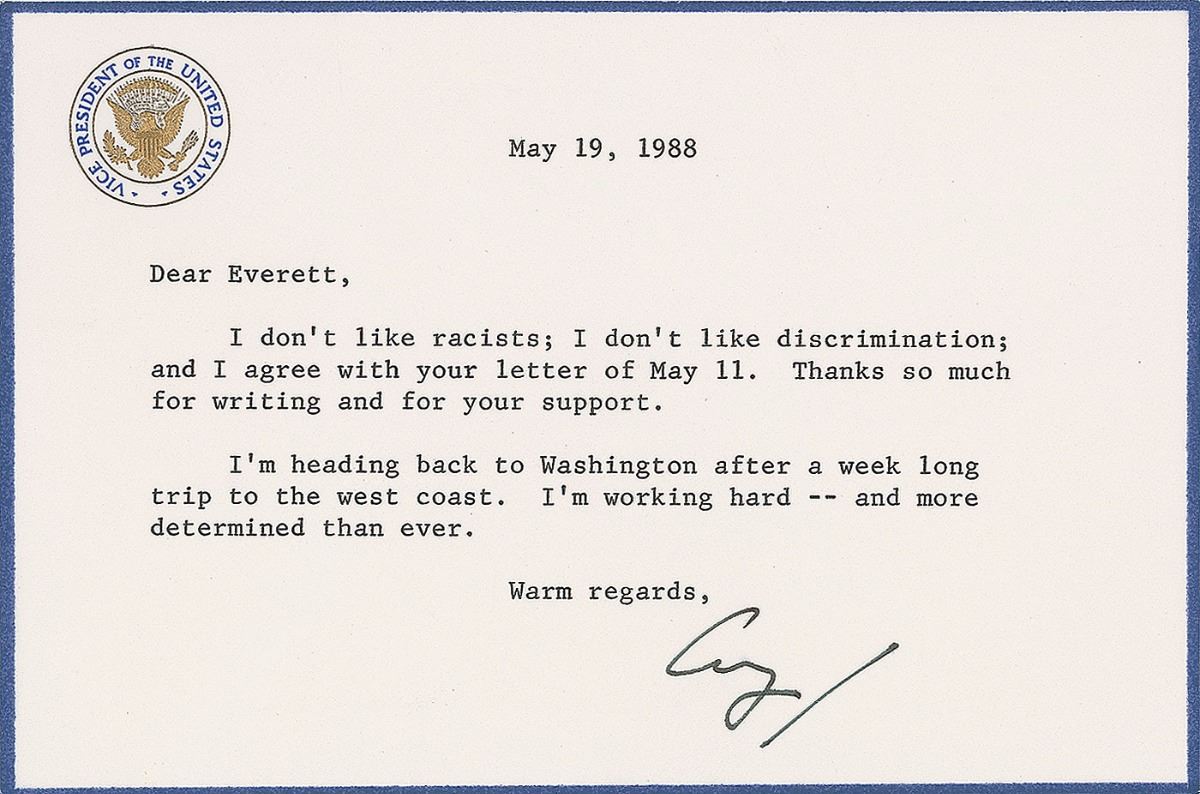 VICE PRESIDENT OF THE UNITED STATES
May 19, 1988
Dear Everett,
I don't like racists; I don't like discrimination;
and I agree with your letter of May 11.  Thanks so much
for writing and for your support.
I'm heading back to Washington after a week long
trip to the west coast.  I'm working hard -- and more
determined than ever.
Warm regards,